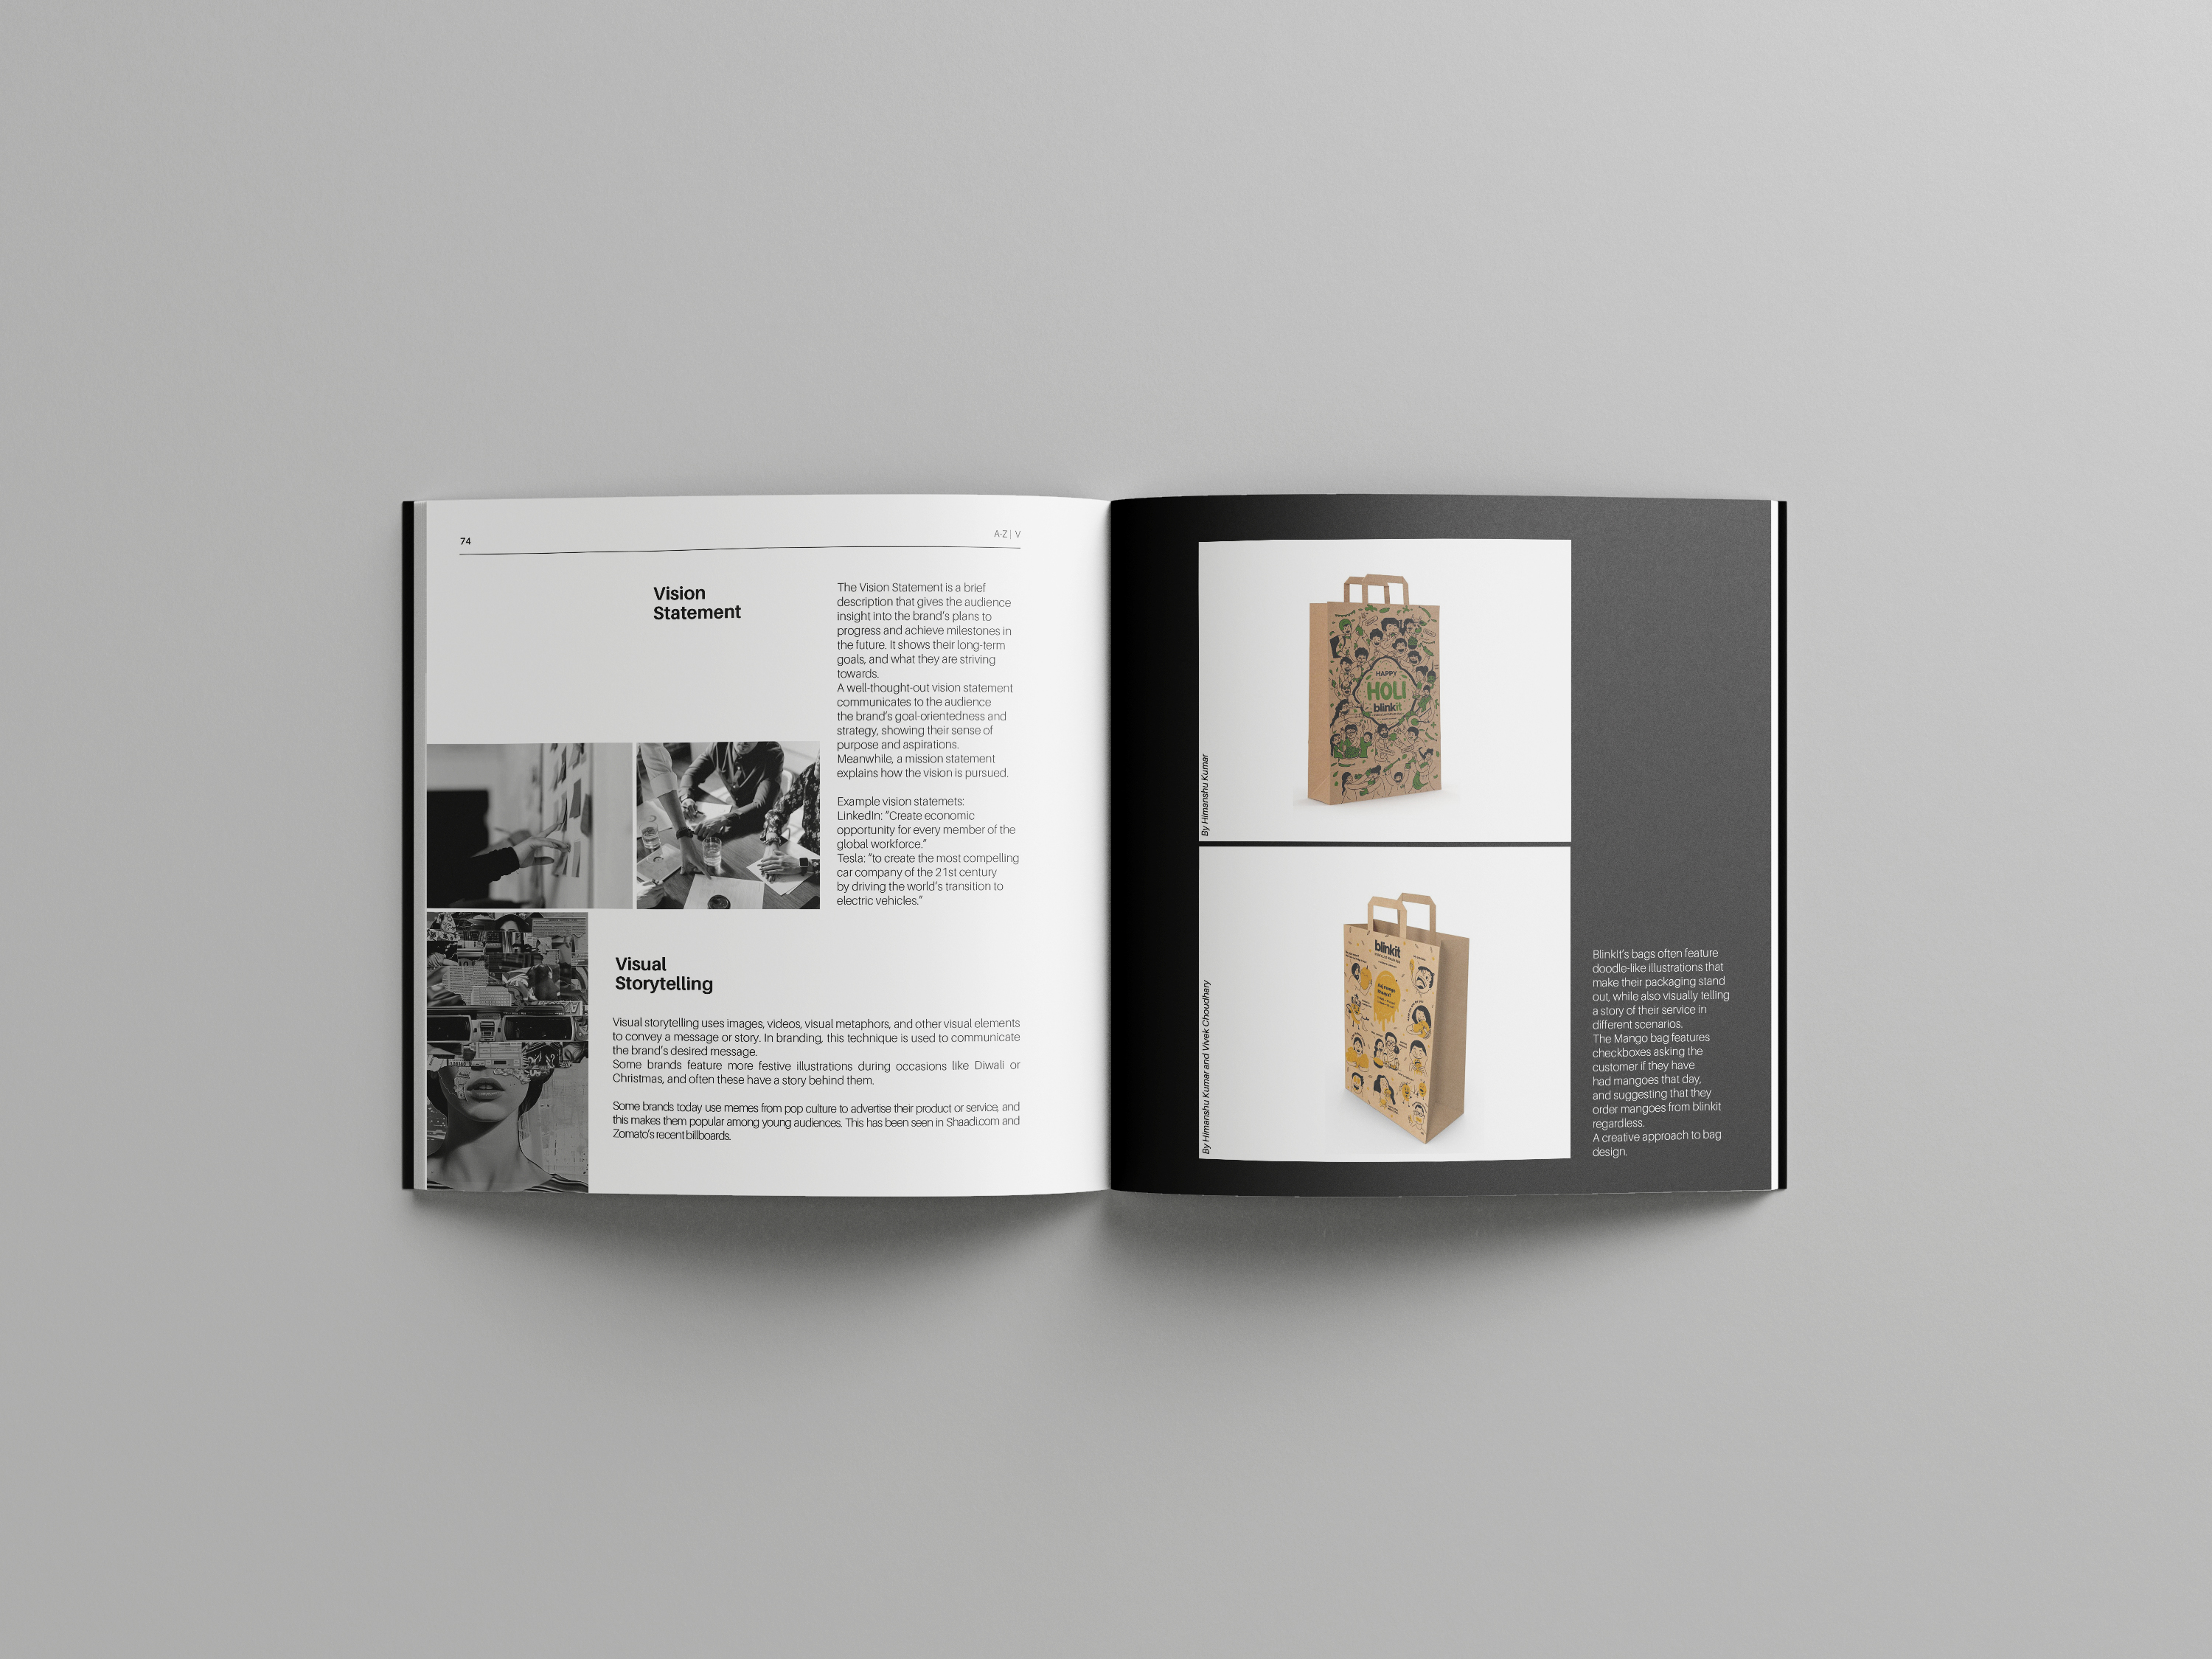 74
A-Z | V
Vision
Statement
The Vision Statement is a brief
description that gives the audience
insight into the brand's plans to
progress and achieve milestones in
the future. It shows their long-term
goals, and what they are striving
towards.
A well-thought-out vision statement
communicates to the audience
the brand's goal-orientedness and
strategy, showing their sense of
purpose and aspirations.
Meanwhile, a mission statement
explains how the vision is pursued.
Example vision statemets:
LinkedIn: "Create economic
opportunity for every member of the
global workforce."
Tesla: "to create the most compelling
car company of the 21st century
by driving the world's transition to
electric vehicles."
Visual
Storytelling
Visual storytelling uses images, videos, visual metaphors, and other visual elements
to convey a message or story. In branding, this technique is used to communicate
the brand's desired message.
Some brands feature more festive illustrations during occasions like Diwali or
Christmas, and often these have a story behind them.
Some brands today use memes from pop culture to advertise their product or service, and
this makes them popular among young audiences. This has been seen in Shaadi.com and
Zomato's recent billboards.
HAPPY
HOLI
blinkit
By Himanshu Kumar
blinkit
By Himanshu Kumar and Vivek Choudhary
Blinkit's bags often feature
doodle-like illustrations that
make their packaging stand
out, while also visually telling
a story of their service in
different scenarios.
The Mango bag features
checkboxes asking the
customer if they have
had mangoes that day,
and suggesting that they
order mangoes from blinkit
regardless.
A creative approach to bag
design.